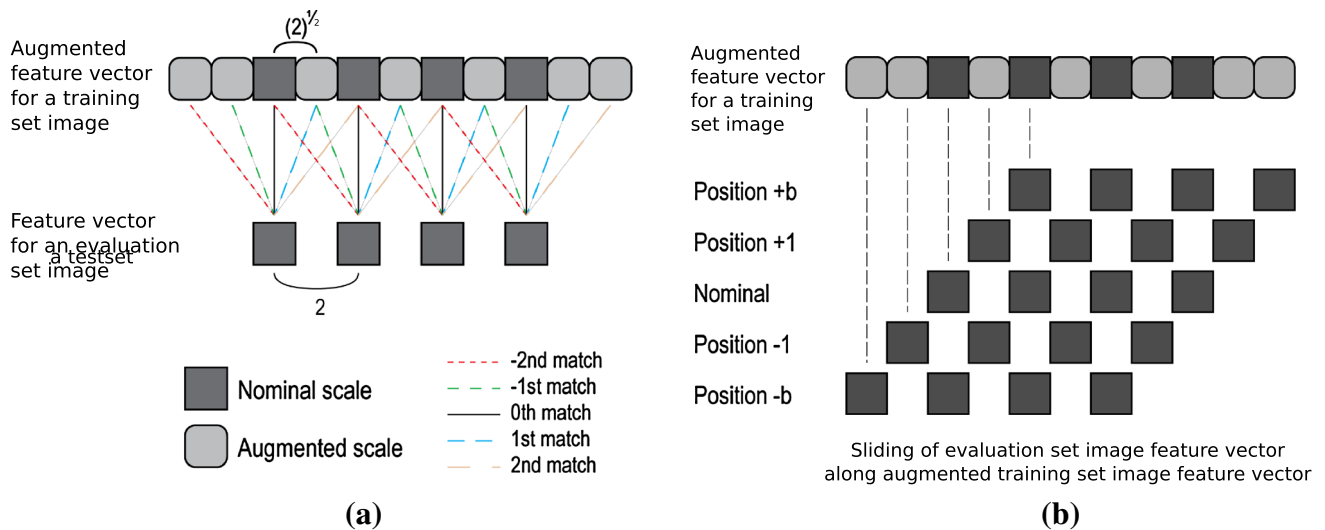 (2)^½
Augmented
feature vector
for a training
set image
Feature vector
for an evaluation
a testset
set image
2
Nominal scale
Augmented scale
-2nd match
-1st match
0th match
1st match
2nd match
(a)
Augmented
feature vector
for a training
set image
Position +b
Position +1
Nominal
Position -1
Position -b
Sliding of evaluation set image feature vector
along augmented training set image feature vector
(b)